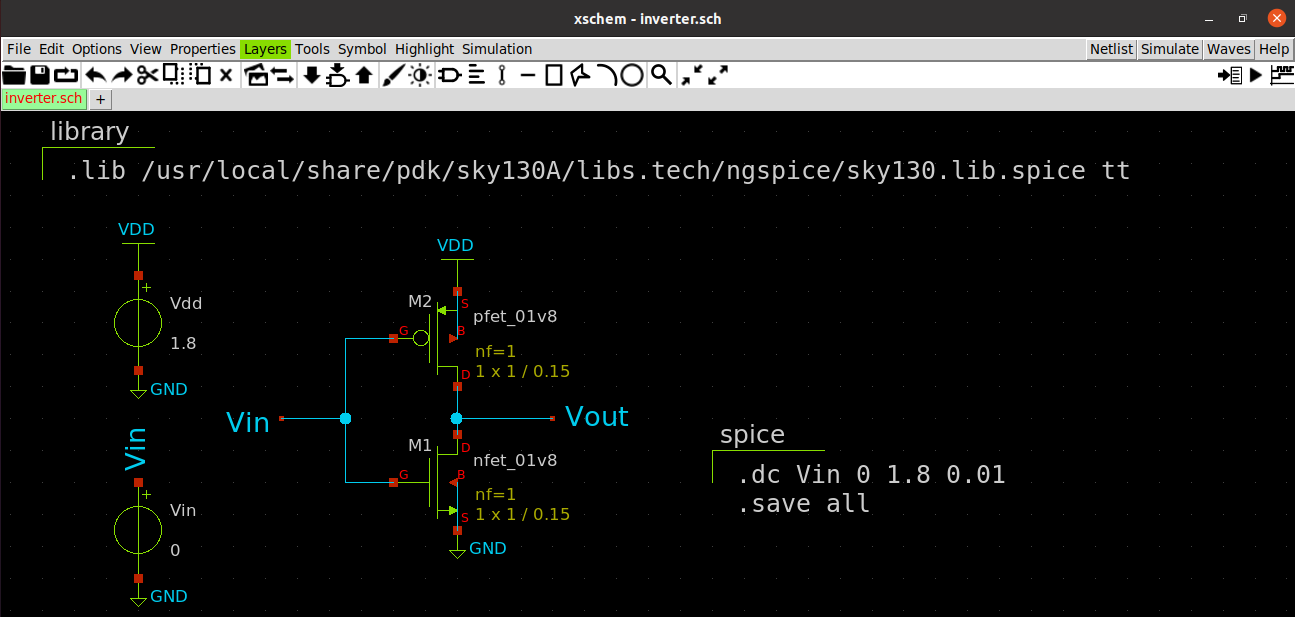 xschem - inverter.sch
File Edit Options View Properties Layers Tools Symbol Highlight Simulation Netlist Simulate Waves Help
inverter.sch +
library
.lib /usr/local/share/pdk/sky130A/libs.tech/ngspice/sky130.lib.spice tt
VDD
+
Vdd
1.8
GND
Vin
+
Vin
0
GND
VDD
M2
S
pfet_01v8
G
B
nf=1
D
1 x 1 / 0.15
Vin
Vout
M1
D
nfet_01v8
G
B
nf=1
S
1 x 1 / 0.15
GND
spice
.dc Vin 0 1.8 0.01
.save all